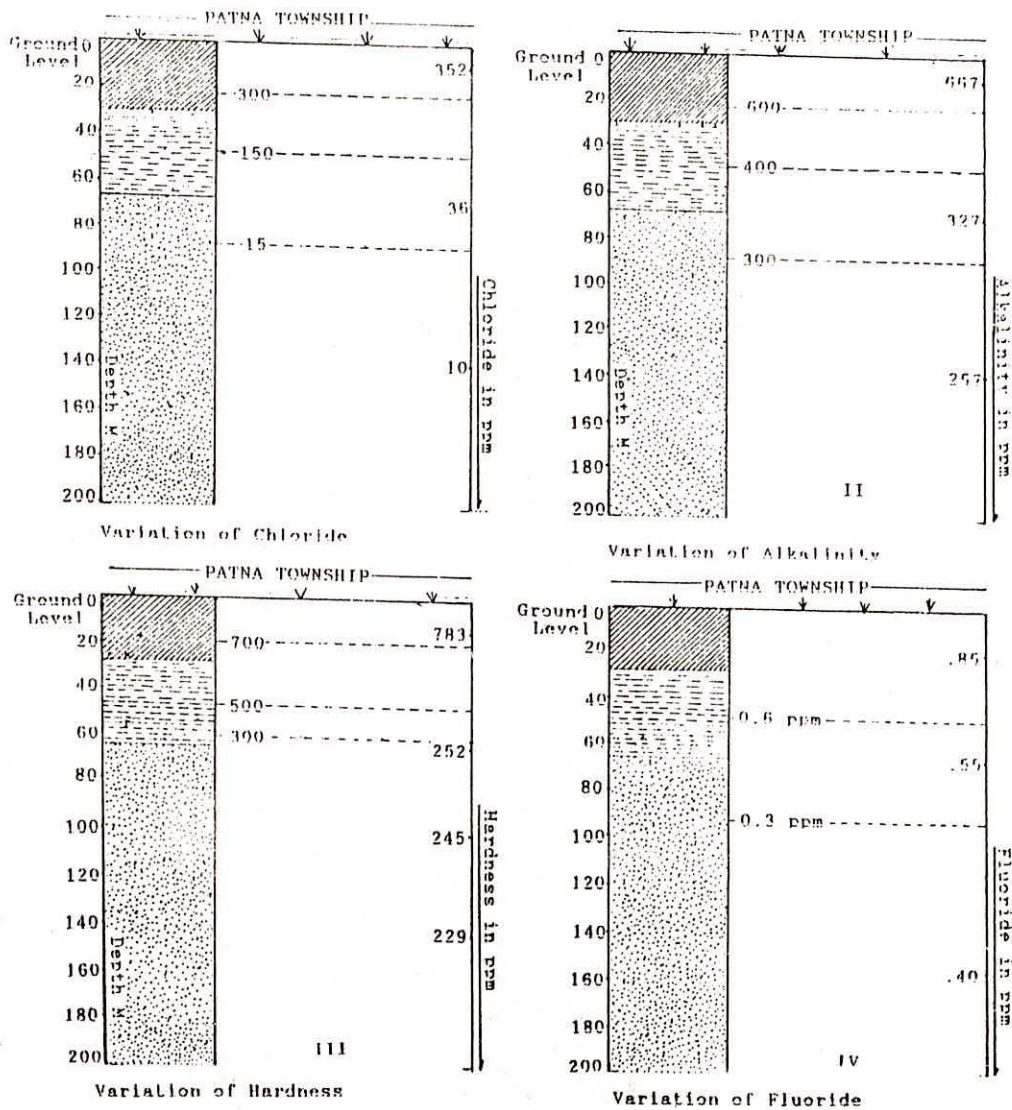 PATNA TOWNSHIP
Ground
Level
0
20
40
60
80
100
120
140
160
180
200
Depth M
300
150
15
352
36
10
Chloride in ppm
Variation of Chloride
PATNA TOWNSHIP
Ground
Level
0
20
40
60
80
100
120
140
160
180
200
Depth M
600
400
300
667
327
257
Alkalinity in ppm
II
Variation of Alkalinity
PATNA TOWNSHIP
Ground
Level
0
20
40
60
80
100
120
140
160
180
200
Depth M
700
500
300
783
252
245
229
Hardness in ppm
III
Variation of Hardness
PATNA TOWNSHIP
Ground
Level
0
20
40
60
80
100
120
140
160
180
200
0.6 ppm
0.3 ppm
.85
.55
.40
Fluoride in ppm
IV
Variation of Fluoride